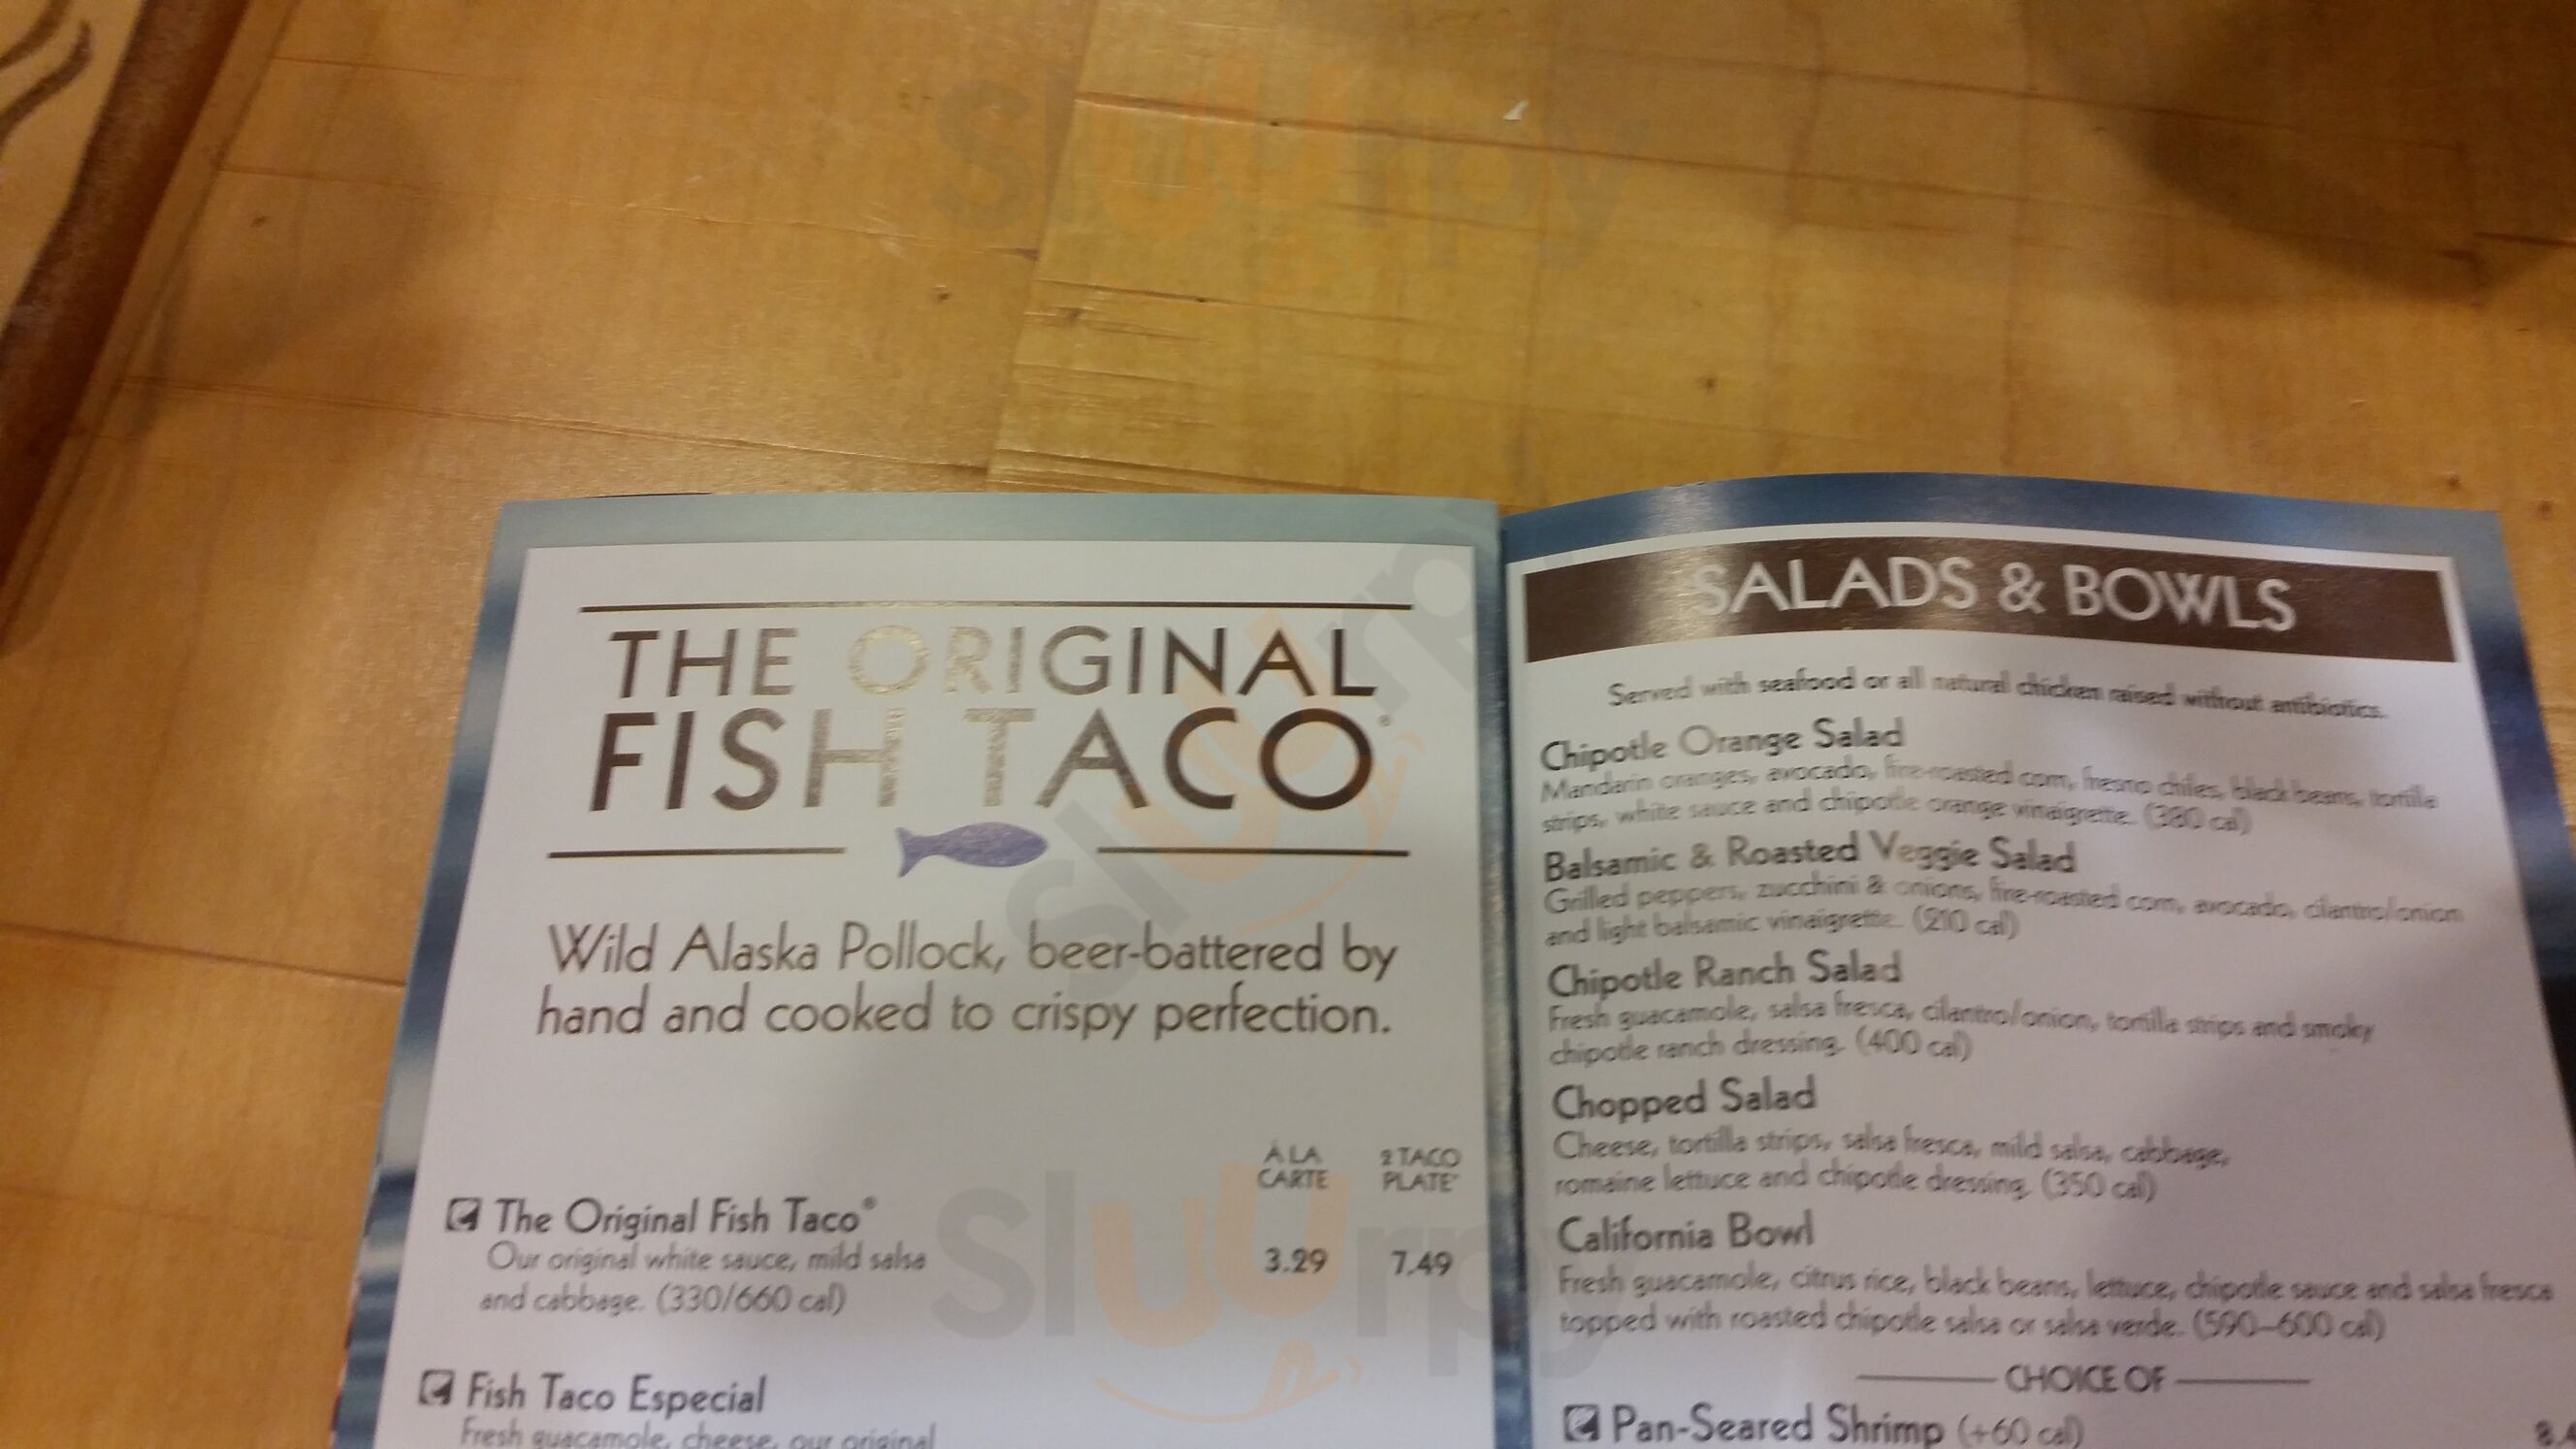 THE ORIGINAL
FISH TACO®
Wild Alaska Pollock, beer-battered by
hand and cooked to crispy perfection.
À LA
CARTE
2 TACO
PLATE*
The Original Fish Taco®
Our original white sauce, mild salsa
and cabbage. (330/660 cal)
3.29 7.49
Fish Taco Especial
Fresh guacamole, cheese, our original
SALADS & BOWLS
Served with seafood or all natural chicken raised without antibiotics.
Chipotle Orange Salad
Mandarin oranges, avocado, fire-roasted corn, fresno chiles, black beans, tortilla
strips, white sauce and chipotle orange vinaigrette. (380 cal)
Balsamic & Roasted Veggie Salad
Grilled peppers, zucchini & onions, fire-roasted corn, avocado, cilantro/onion
and light balsamic vinaigrette. (210 cal)
Chipotle Ranch Salad
Fresh guacamole, salsa fresca, cilantro/onion, tortilla strips and smoky
chipotle ranch dressing. (400 cal)
Chopped Salad
Cheese, tortilla strips, salsa fresca, mild salsa, cabbage,
romaine lettuce and chipotle dressing. (350 cal)
California Bowl
Fresh guacamole, citrus rice, black beans, lettuce, chipotle sauce and salsa fresca
topped with roasted chipotle salsa or salsa verde. (590–600 cal)
CHOICE OF
Pan-Seared Shrimp (+60 cal)
Sluurpy
Sluurpy
Sluurpy